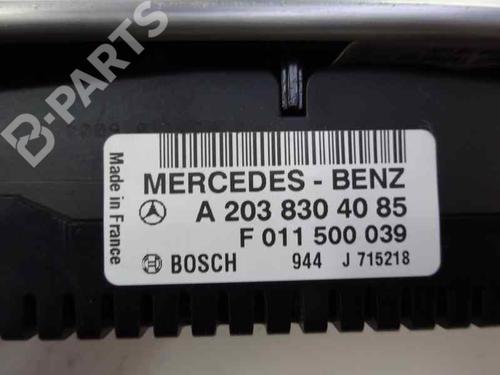 B-PARTS
MERCEDES - BENZ
A 203 830 40 85
F 011 500 039
BOSCH 944 J 715218
Made in France